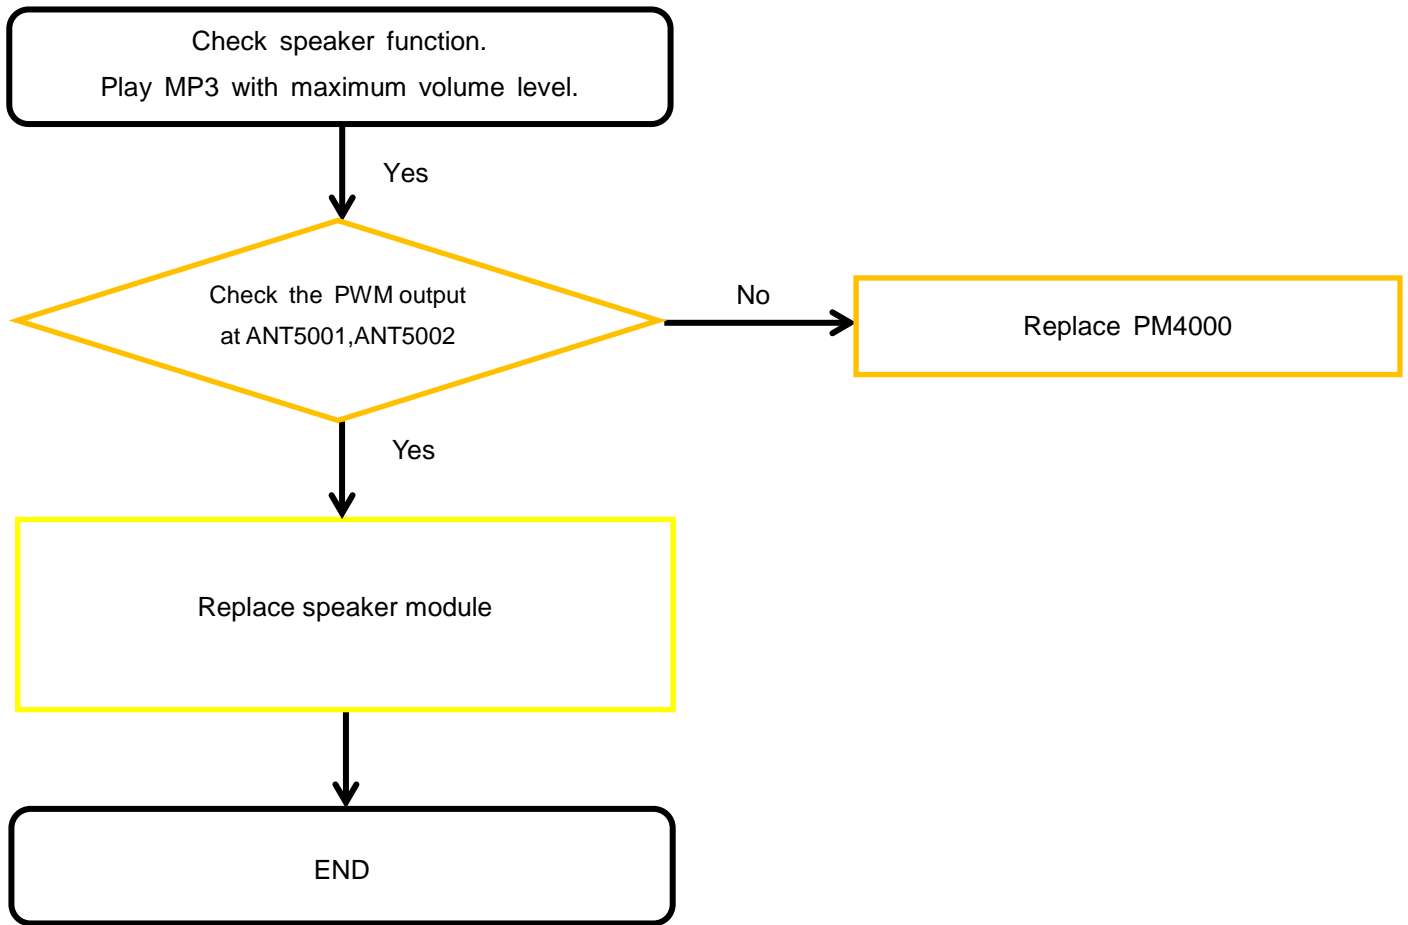 Check speaker function.
Play MP3 with maximum volume level.
Yes
Check the PWM output
at ANT5001,ANT5002
No
Replace PM4000
Yes
Replace speaker module
END